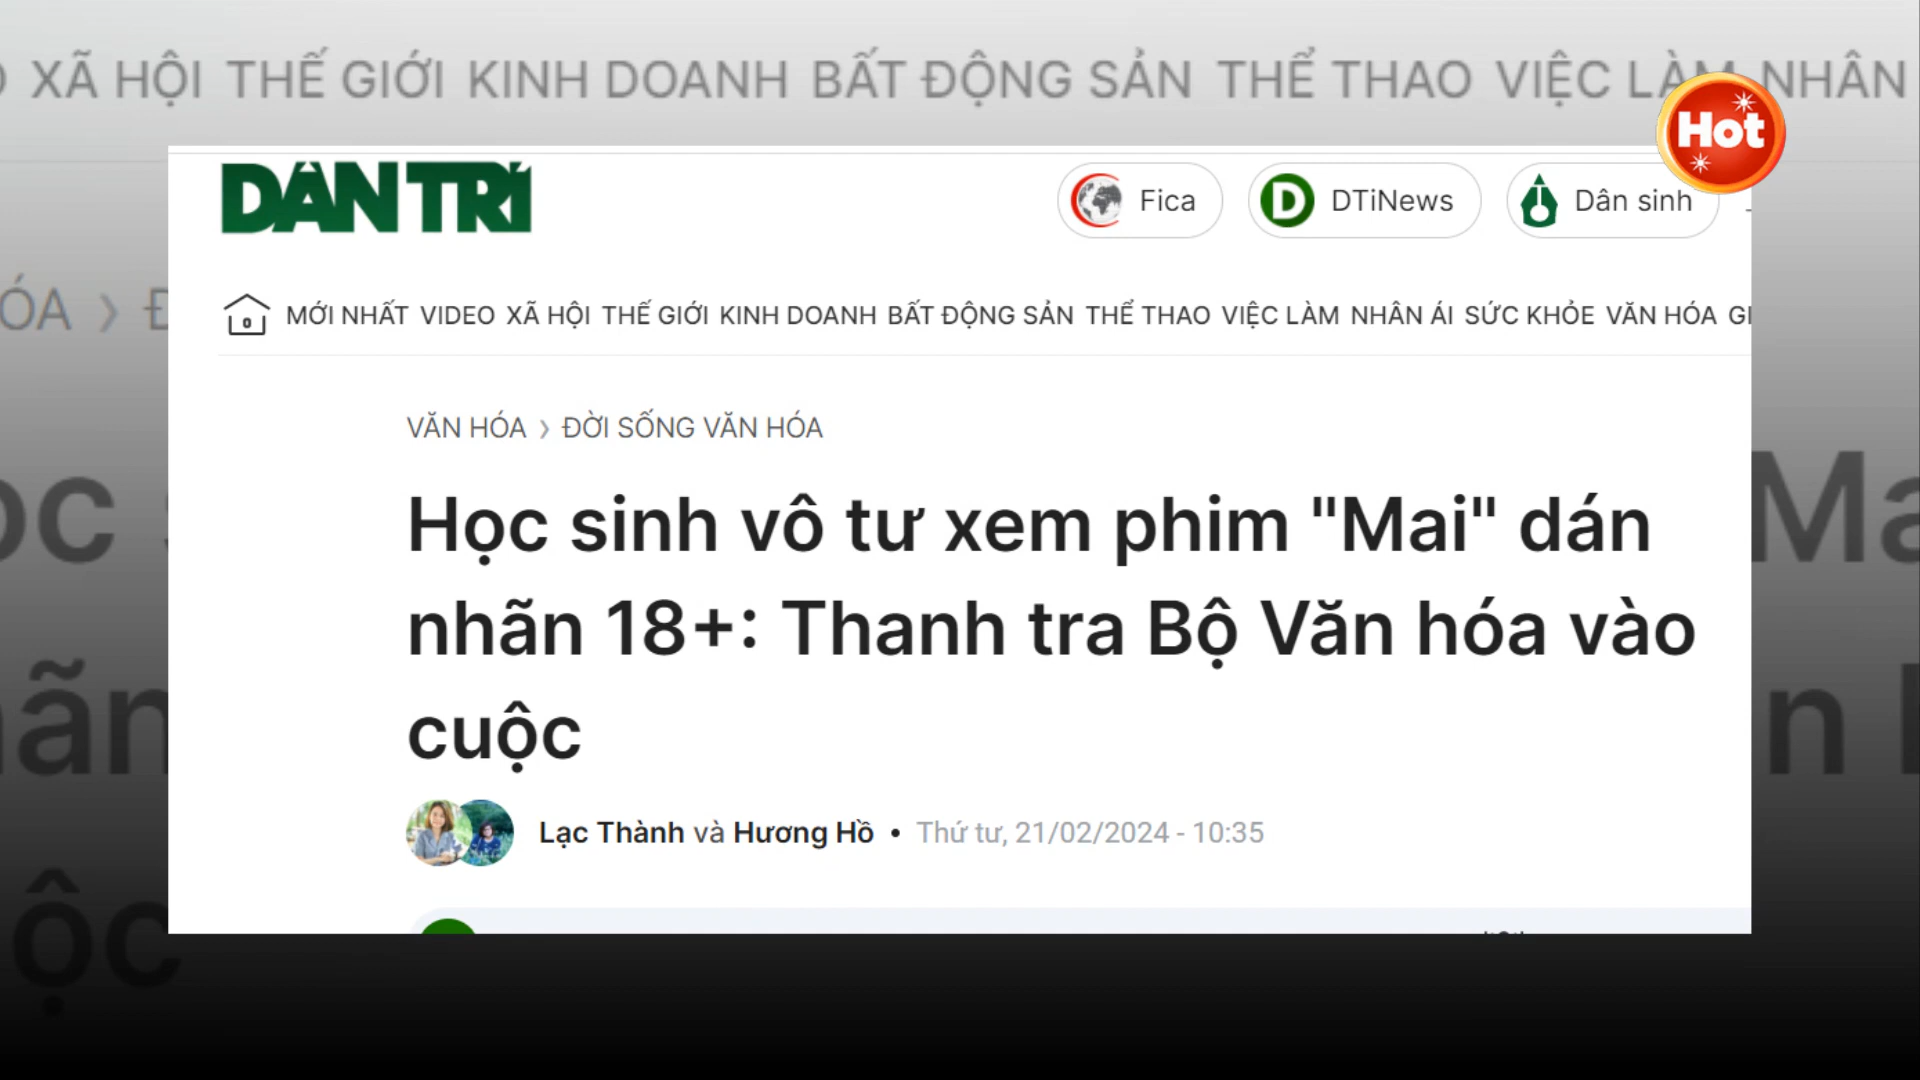 XÃ HỘI THẾ GIỚI KINH DOANH BẤT ĐỘNG SẢN THỂ THAO VIỆC LÀM NHÂN
Hot
DÂN TRÍ
Fica
DTiNews
Dân sinh
MỚI NHẤT VIDEO XÃ HỘI THẾ GIỚI KINH DOANH BẤT ĐỘNG SẢN THỂ THAO VIỆC LÀM NHÂN ÁI SỨC KHỎE VĂN HÓA GI
VĂN HÓA › ĐỜI SỐNG VĂN HÓA
Học sinh vô tư xem phim "Mai" dán
nhãn 18+: Thanh tra Bộ Văn hóa vào
cuộc
Lạc Thành và Hương Hồ • Thứ tư, 21/02/2024 - 10:35